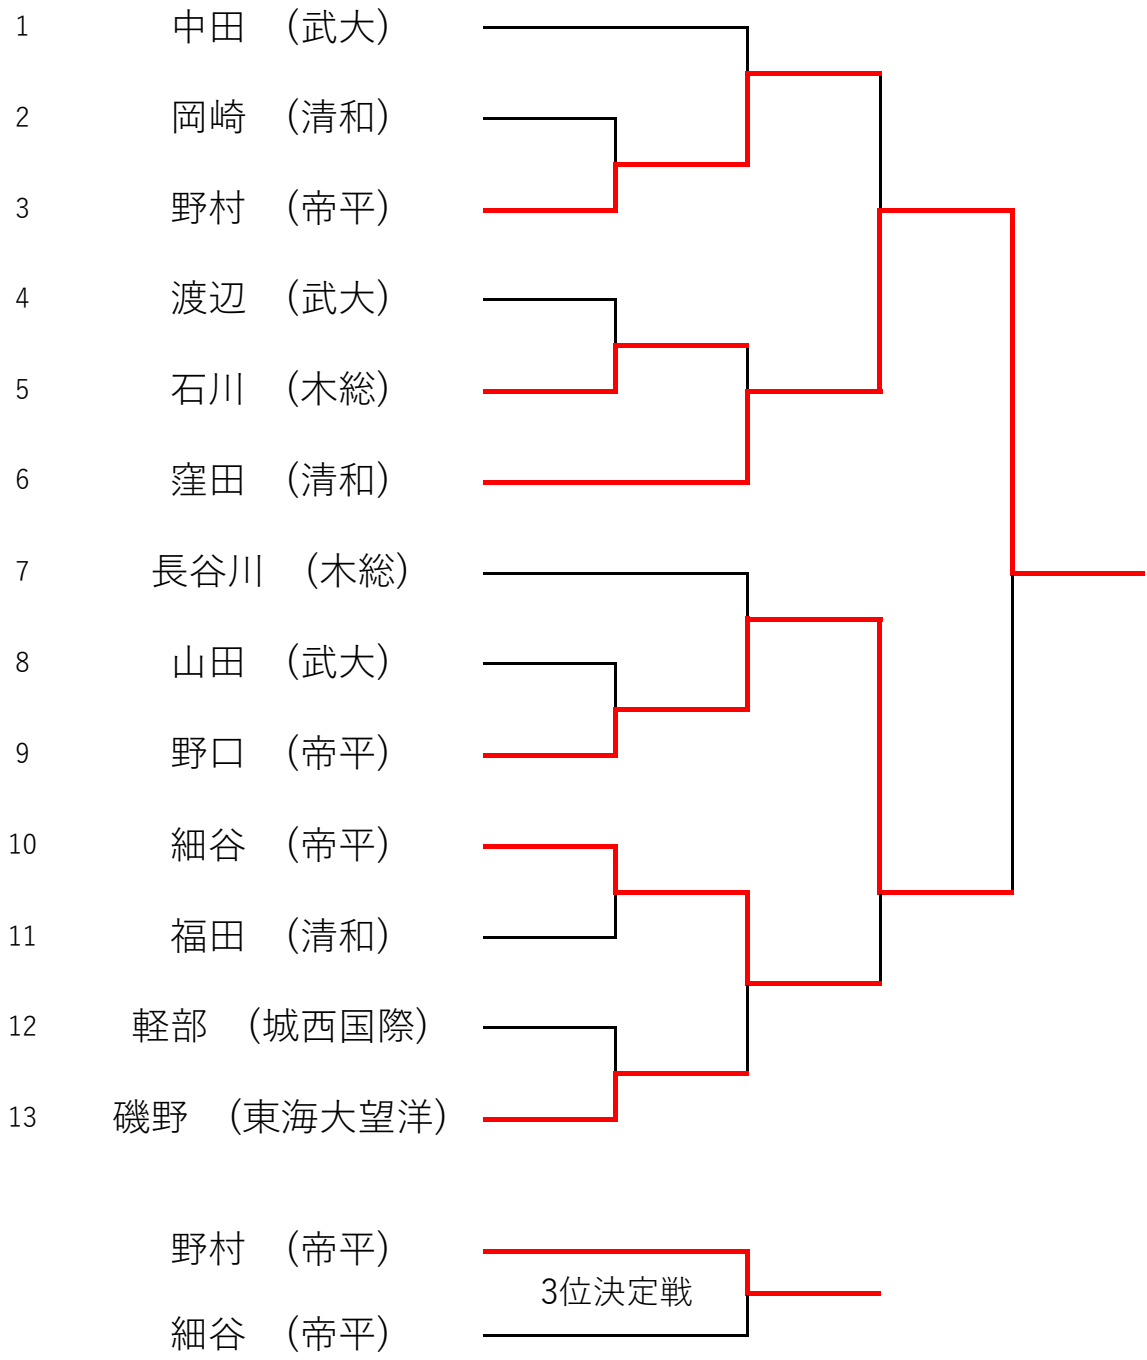 1 中田 (武大)
2 岡崎 (清和)
3 野村 (帝平)
4 渡辺 (武大)
5 石川 (木総)
6 窪田 (清和)
7 長谷川 (木総)
8 山田 (武大)
9 野口 (帝平)
10 細谷 (帝平)
11 福田 (清和)
12 軽部 (城西国際)
13 磯野 (東海大望洋)
野村 (帝平)
3位決定戦
細谷 (帝平)